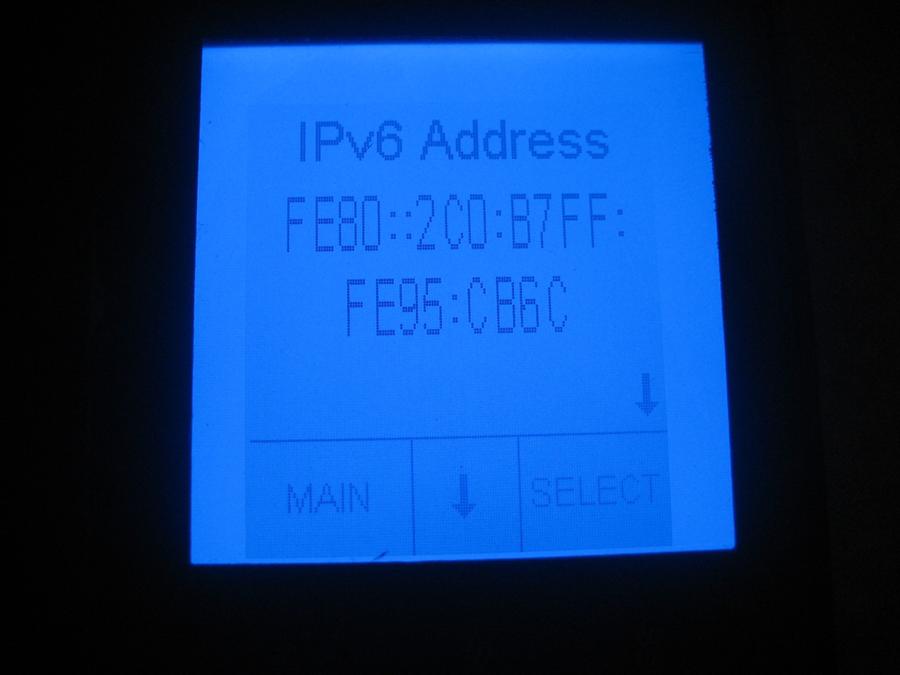 IPv6 Address
FE80::2C0:B7FF:
FE95:CB6C
↓
MAIN ↓ SELECT